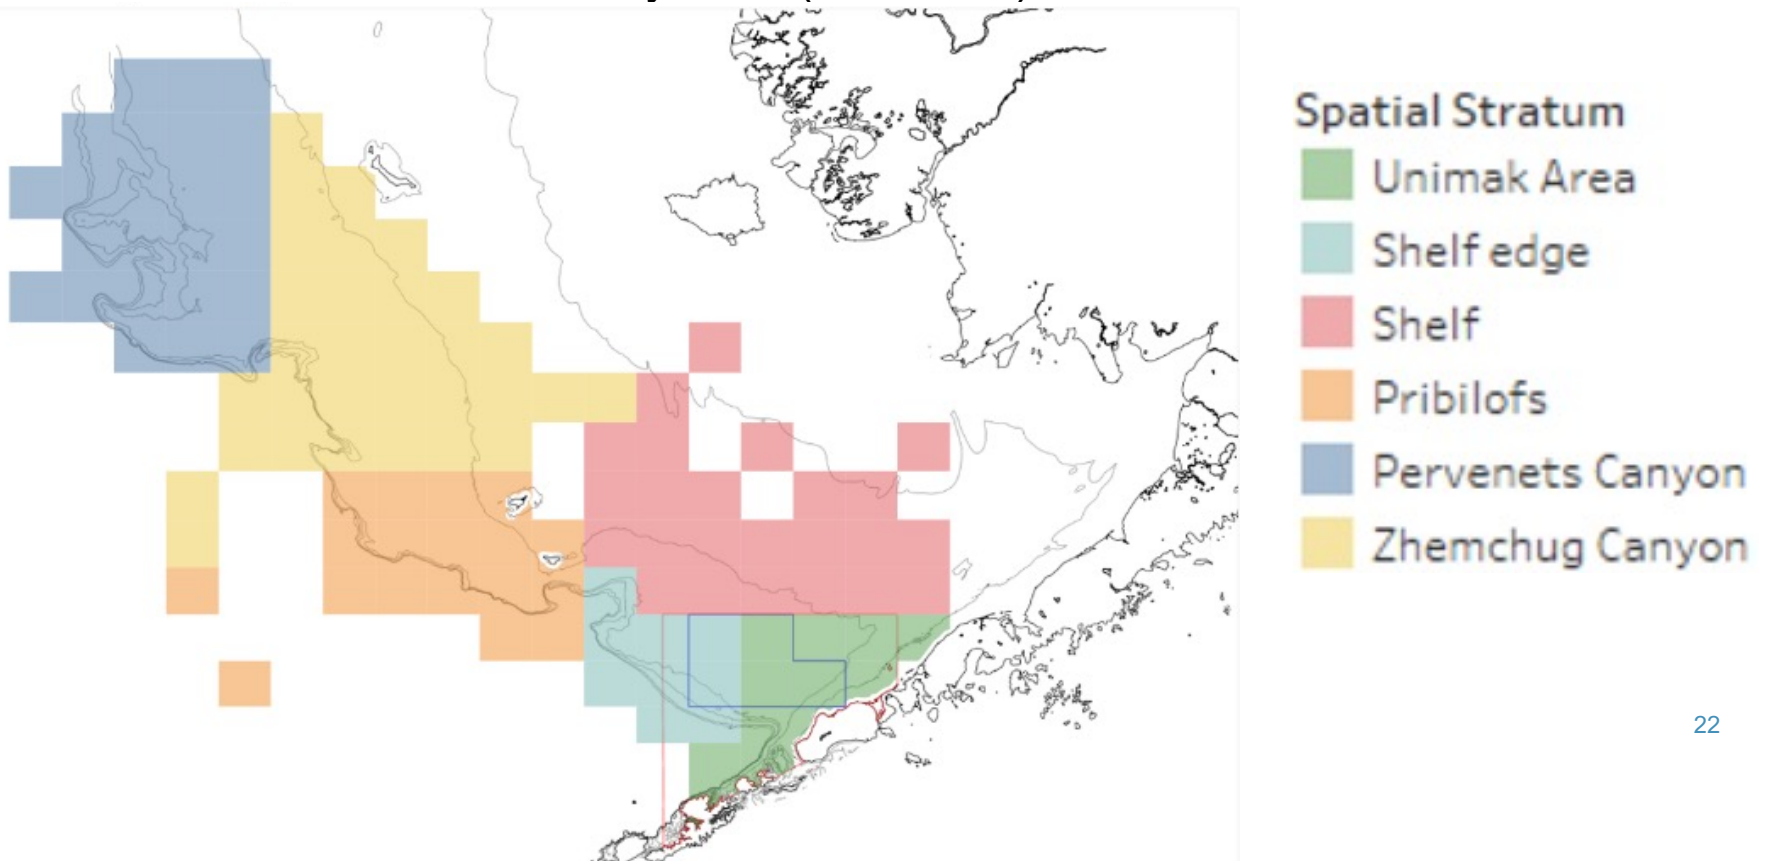 Spatial Stratum
Unimak Area
Shelf edge
Shelf
Pribilofs
Pervenets Canyon
Zhemchug Canyon
22